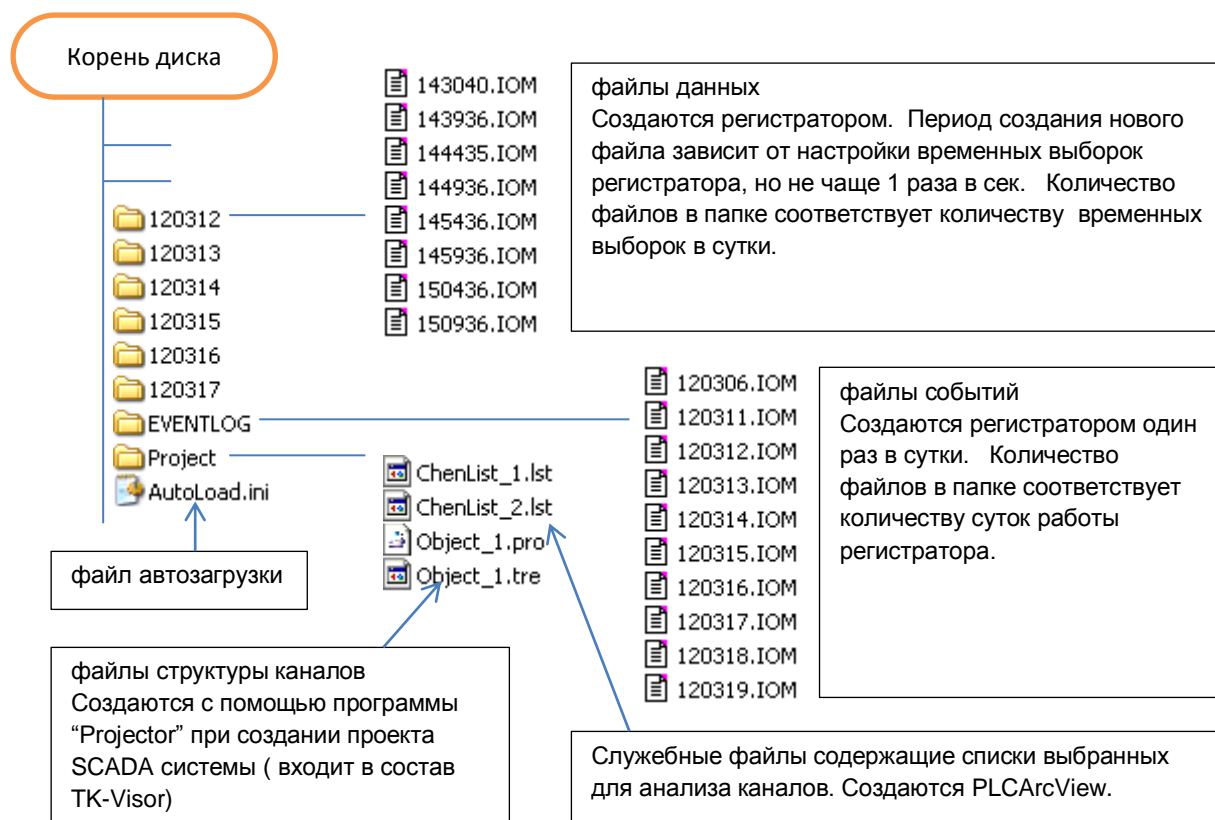 Корень диска
143040.IOM
143936.IOM
144435.IOM
144936.IOM
145436.IOM
145936.IOM
150436.IOM
150936.IOM
файлы данных
Создаются регистратором. Период создания нового
файла зависит от настройки временных выборок
регистратора, но не чаще 1 раза в сек. Количество
файлов в папке соответствует количеству временных
выборок в сутки.
120312
120313
120314
120315
120316
120317
EVENTLOG
Project
AutoLoad.ini
120306.IOM
120311.IOM
120312.IOM
120313.IOM
120314.IOM
120315.IOM
120316.IOM
120317.IOM
120318.IOM
120319.IOM
файлы событий
Создаются регистратором один
раз в сутки. Количество
файлов в папке соответствует
количеству суток работы
регистратора.
ChenList_1.lst
ChenList_2.lst
Object_1.pro
Object_1.tre
файл автозагрузки
файлы структуры каналов
Создаются с помощью программы
“Projector” при создании проекта
SCADA системы ( входит в состав
TK-Visor)
Служебные файлы содержащие списки выбранных
для анализа каналов. Создаются PLCArcView.